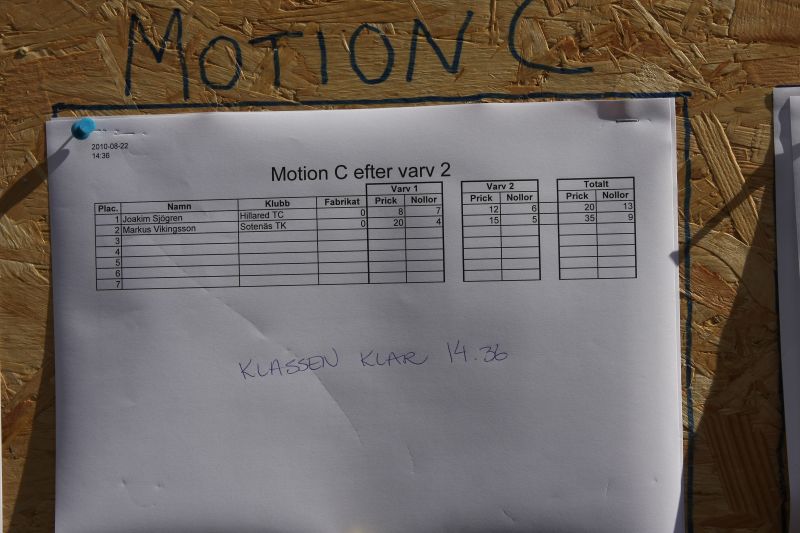 MOTION C
2010-08-22
14:36
Motion C efter varv 2
Varv 1 Varv 2 Totalt
Plac. Namn Klubb Fabrikat Prick Nollor Prick Nollor Prick Nollor
1 Joakim Sjögren Hillared TC 0 8 7 12 6 20 13
2 Markus Vikingsson Sotenäs TK 0 20 4 15 5 35 9
3
4
5
6
7
KLASSEN KLAR 14.36